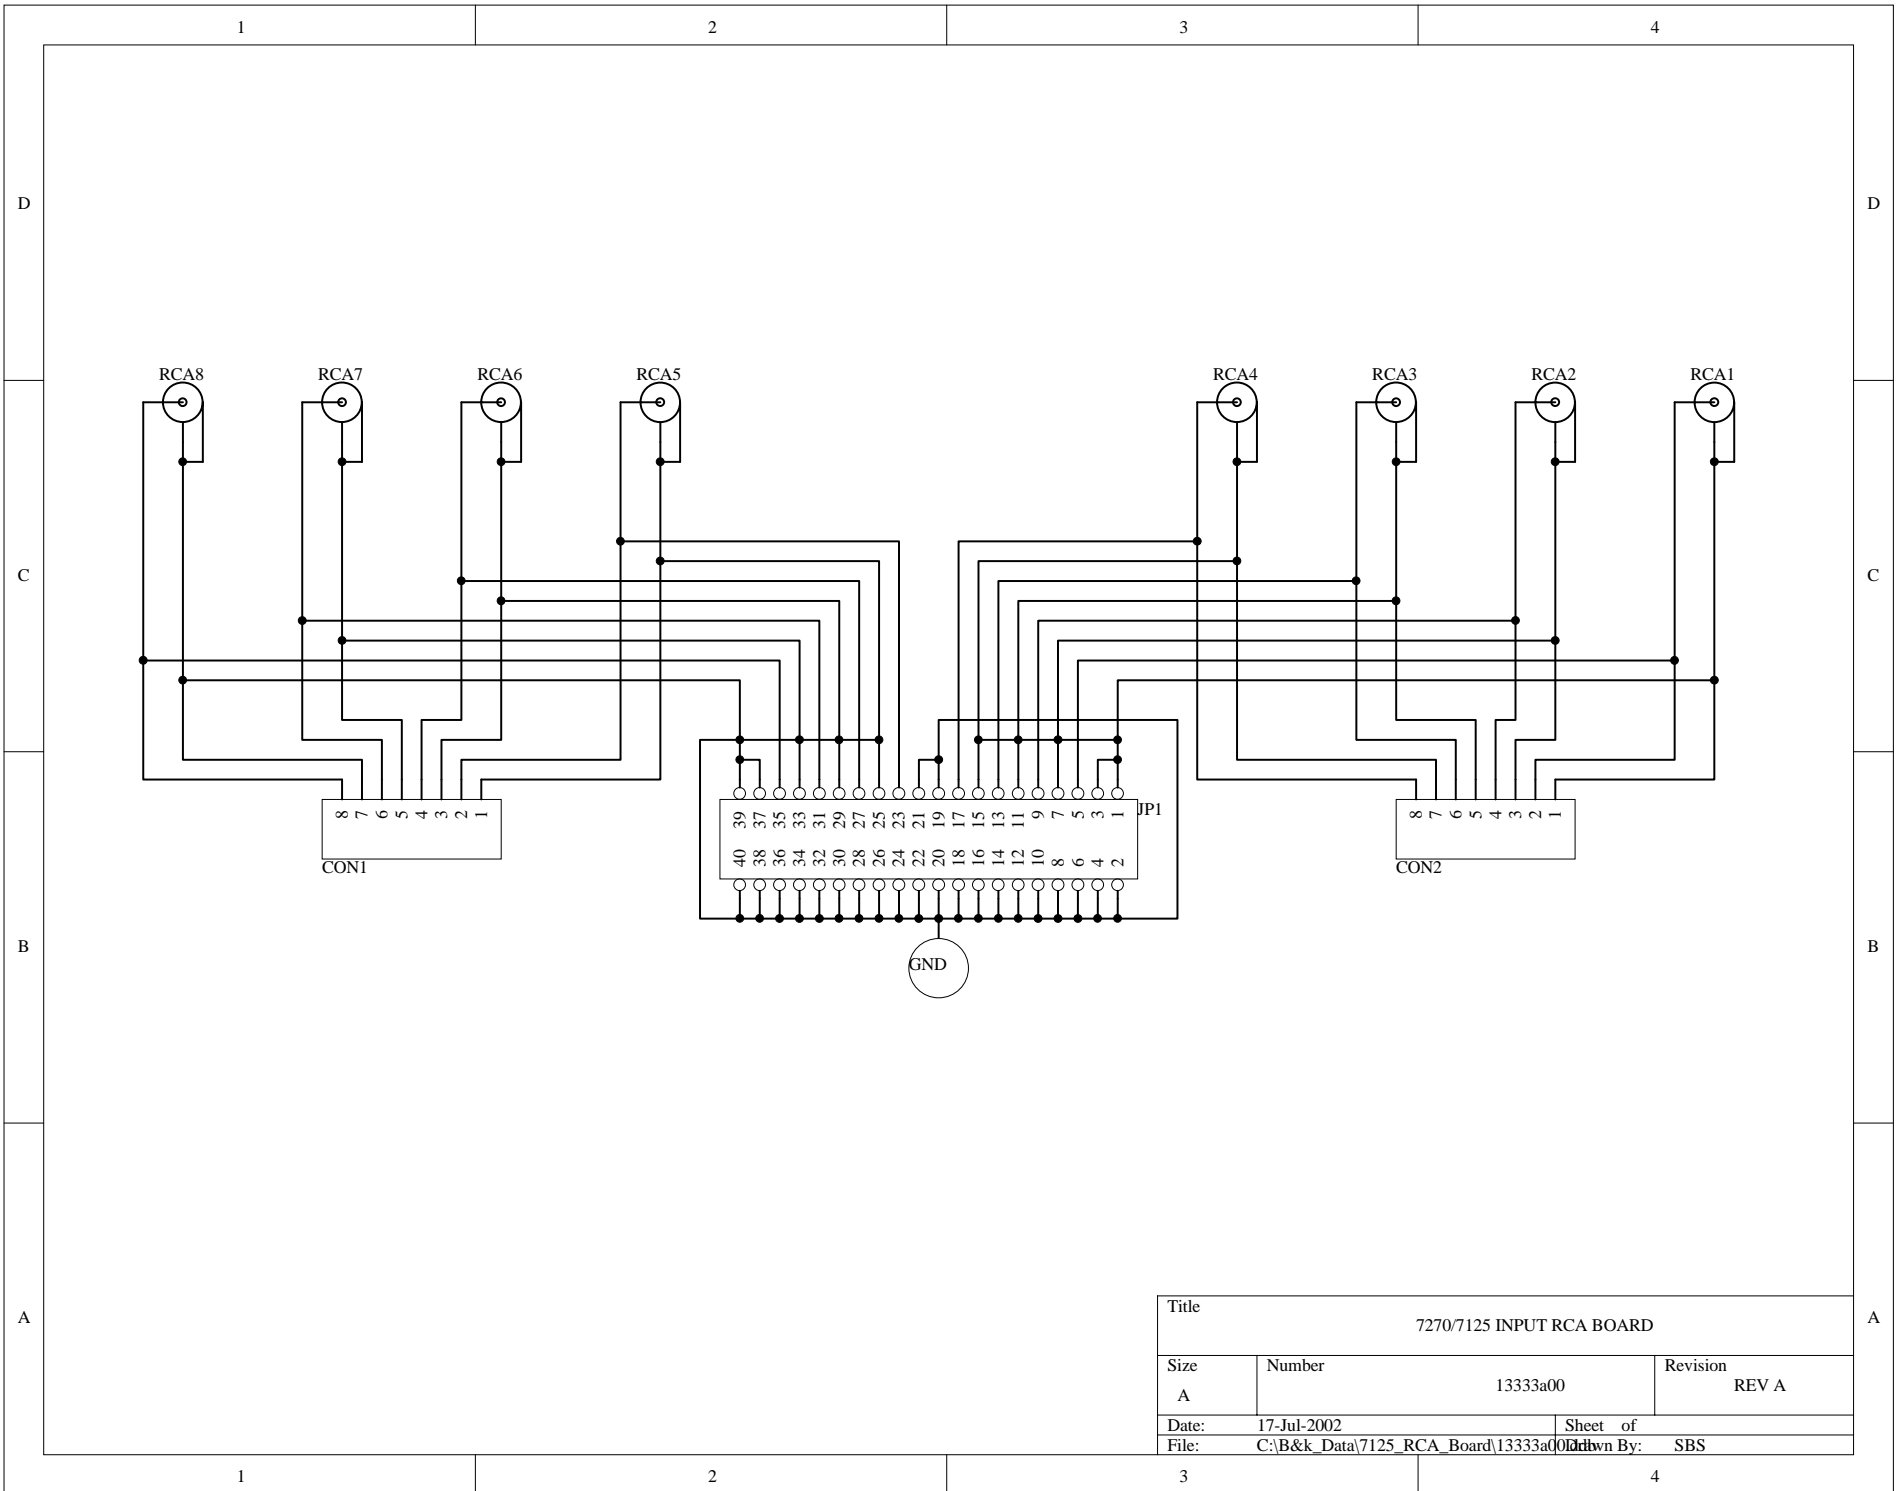 1 2 3 4
D D
RCA8 RCA7 RCA6 RCA5 RCA4 RCA3 RCA2 RCA1
C C
8 7 6 5 4 3 2 1
CON1
39 37 35 33 31 29 27 25 23 21 19 17 15 13 11 9 7 5 3 1
JP1
40 38 36 34 32 30 28 26 24 22 20 18 16 14 12 10 8 6 4 2
8 7 6 5 4 3 2 1
CON2
B B
GND
A A
Title
7270/7125 INPUT RCA BOARD
Size
A
Number
13333a00
Revision
REV A
Date: 17-Jul-2002
Sheet of
File: C:\B&k_Data\7125_RCA_Board\13333a00.ddb
Drawn By: SBS
1 2 3 4